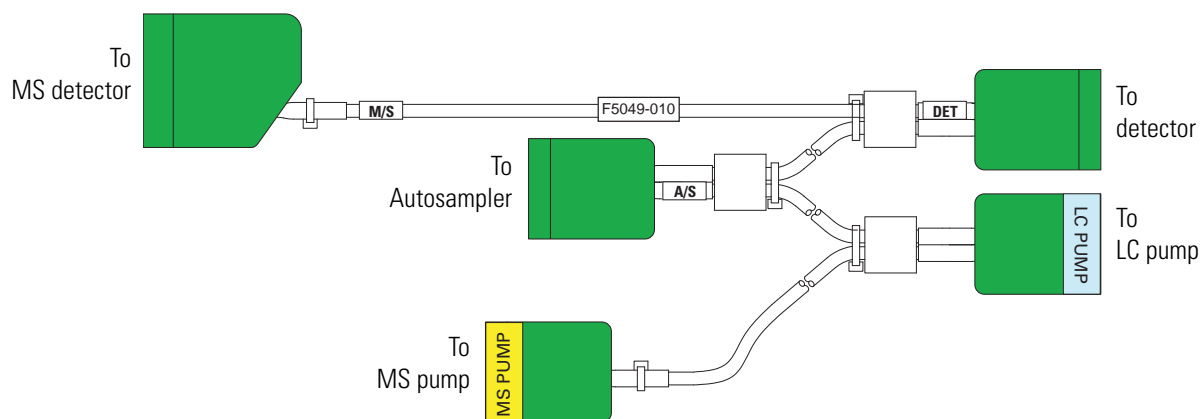 To
MS detector
M/S
F5049-010
DET
To
detector
To
Autosampler
A/S
To
LC pump
LC PUMP
To
MS pump
MS PUMP